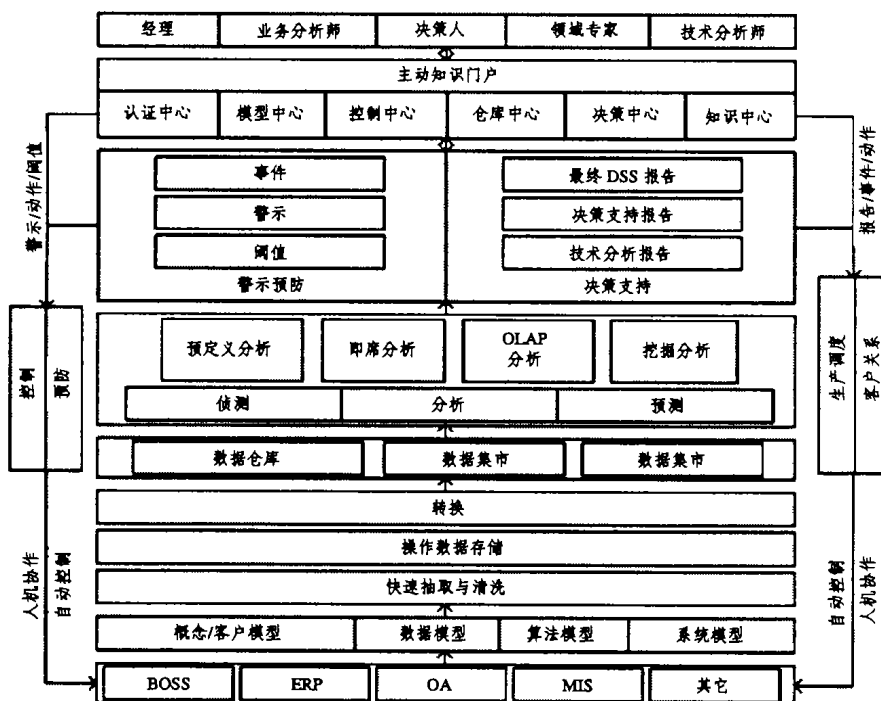 经理 业务分析师 决策人 领域专家 技术分析师
主动知识门户
认证中心 模型中心 控制中心 仓库中心 决策中心 知识中心
警示/动作/阈值
报告/事件/动作
事件
警示
阈值
警示预防
最终 DSS 报告
决策支持报告
技术分析报告
决策支持
控制
预防
生产调度
客户关系
预定义分析 即席分析 OLAP
分析 挖掘分析
侦测 分析 预测
数据仓库 数据集市 数据集市
转换
操作数据存储
快速抽取与清洗
人机协作
自动控制
自动控制
人机协作
概念/客户模型 数据模型 算法模型 系统模型
BOSS ERP OA MIS 其它